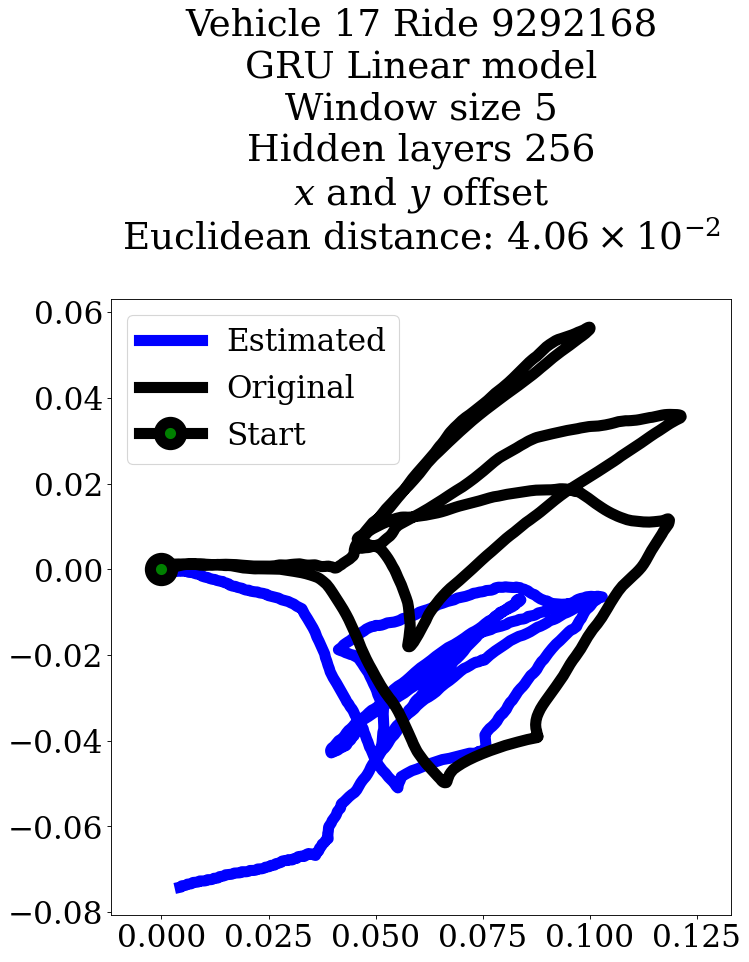 Vehicle 17 Ride 9292168
GRU Linear model
Window size 5
Hidden layers 256
x and y offset
Euclidean distance: 4.06 × 10⁻²
Estimated
Original
Start
0.06
0.04
0.02
0.00
−0.02
−0.04
−0.06
−0.08
0.000 0.025 0.050 0.075 0.100 0.125